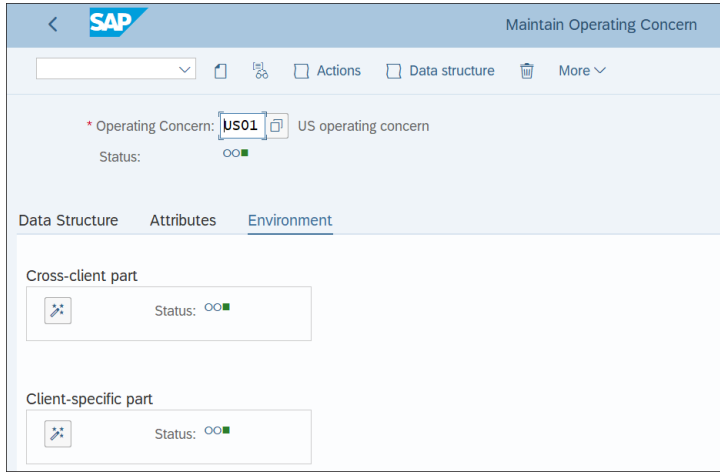 SAP
Maintain Operating Concern
Actions Data structure More
* Operating Concern: US01 US operating concern
Status:
Data Structure Attributes Environment
Cross-client part
Status:
Client-specific part
Status: